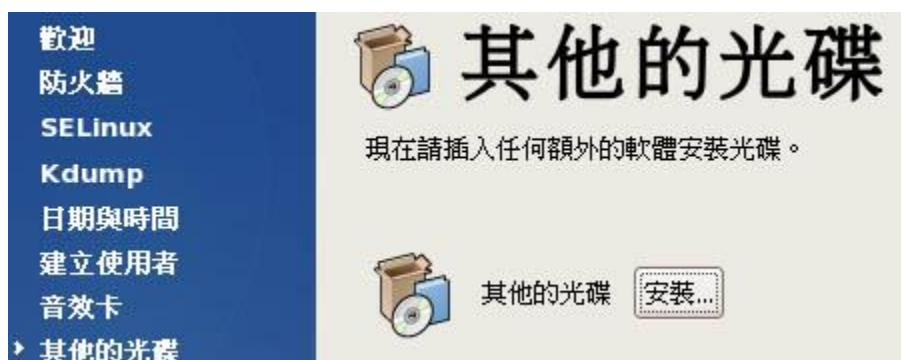 歡迎
防火牆
SELinux
Kdump
日期與時間
建立使用者
音效卡
其他的光碟
其他的光碟
現在請插入任何額外的軟體安裝光碟。
其他的光碟 安裝...